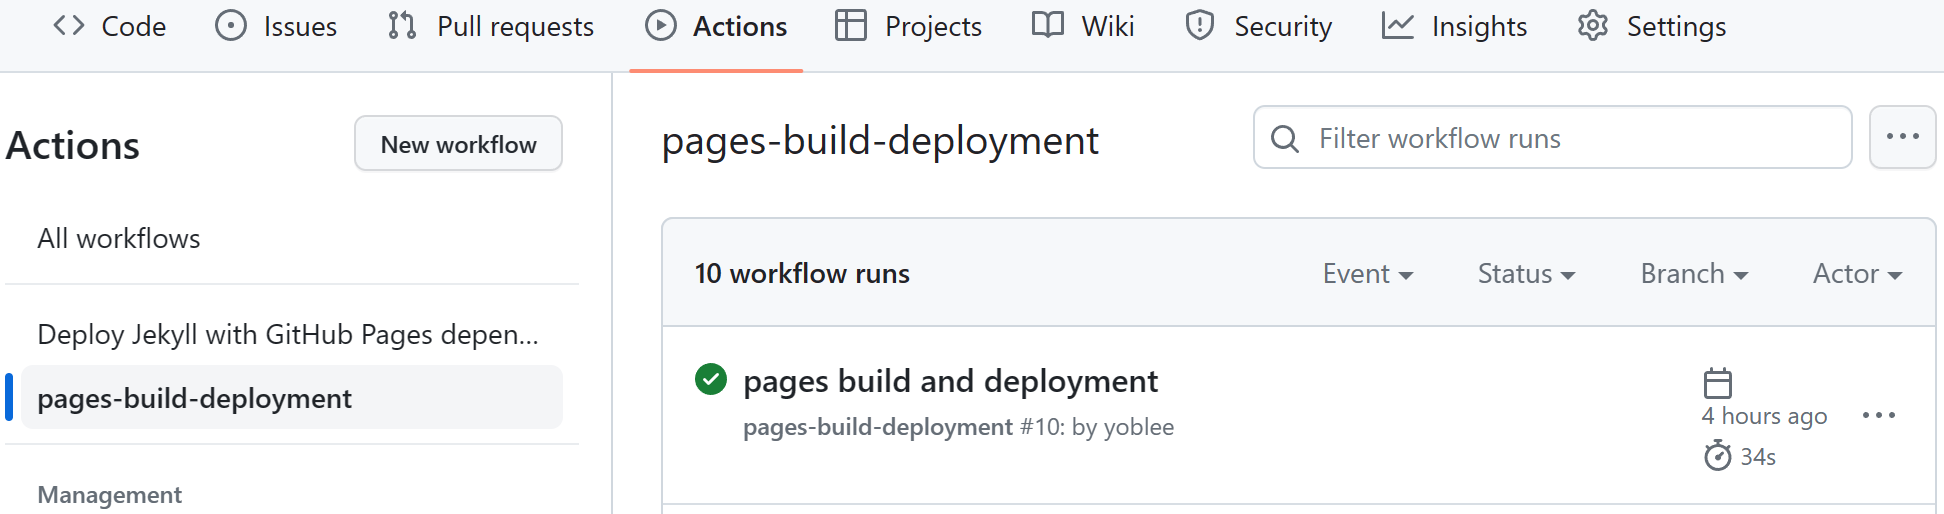 Code Issues Pull requests Actions Projects Wiki Security Insights Settings
Actions
New workflow
All workflows
Deploy Jekyll with GitHub Pages depen...
pages-build-deployment
Management
pages-build-deployment
Filter workflow runs
10 workflow runs
Event Status Branch Actor
pages build and deployment
pages-build-deployment #10: by yoblee
4 hours ago
34s